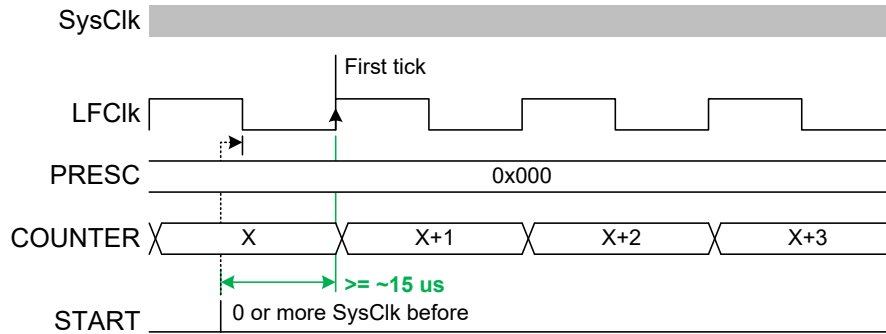 SysClk
First tick
LFClk
PRESC
0x000
COUNTER
X
X+1
X+2
X+3
>= ~15 us
START
0 or more SysClk before